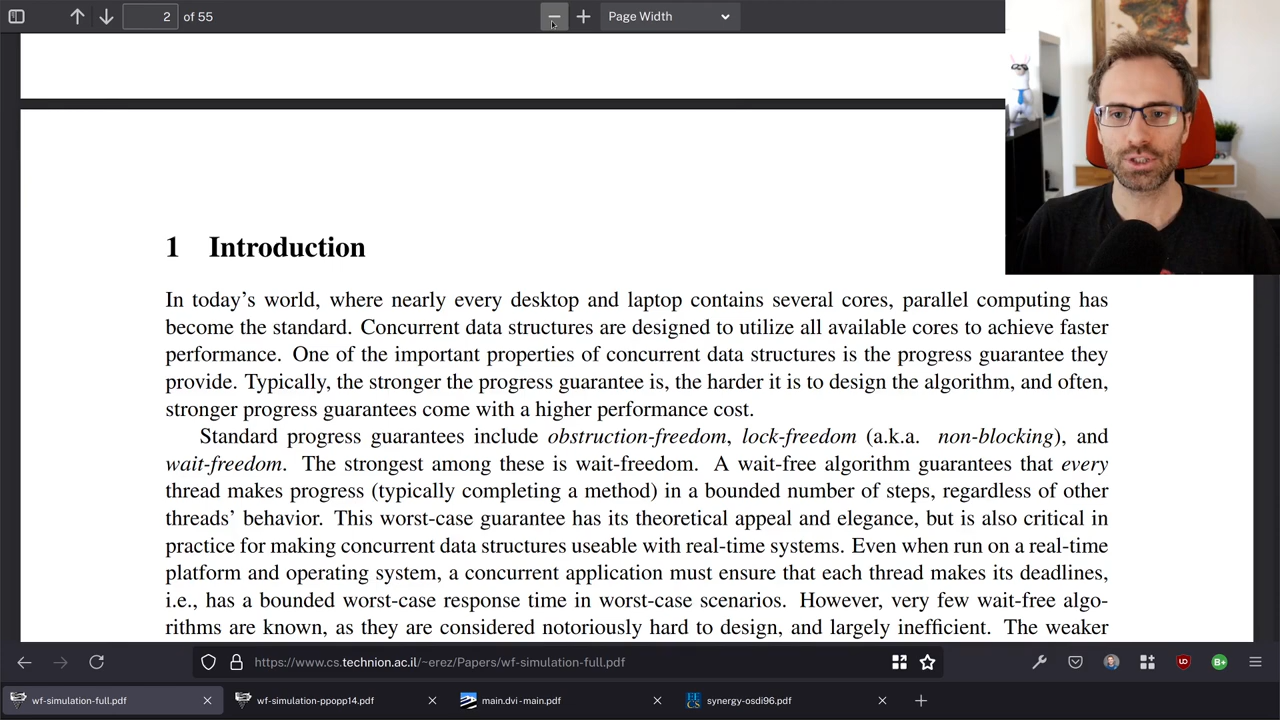 2 of 55
Page Width
1 Introduction
In today's world, where nearly every desktop and laptop contains several cores, parallel computing has
become the standard. Concurrent data structures are designed to utilize all available cores to achieve faster
performance. One of the important properties of concurrent data structures is the progress guarantee they
provide. Typically, the stronger the progress guarantee is, the harder it is to design the algorithm, and often,
stronger progress guarantees come with a higher performance cost.
Standard progress guarantees include obstruction-freedom, lock-freedom (a.k.a. non-blocking), and
wait-freedom. The strongest among these is wait-freedom. A wait-free algorithm guarantees that every
thread makes progress (typically completing a method) in a bounded number of steps, regardless of other
threads' behavior. This worst-case guarantee has its theoretical appeal and elegance, but is also critical in
practice for making concurrent data structures useable with real-time systems. Even when run on a real-time
platform and operating system, a concurrent application must ensure that each thread makes its deadlines,
i.e., has a bounded worst-case response time in worst-case scenarios. However, very few wait-free algo-
rithms are known, as they are considered notoriously hard to design, and largely inefficient. The weaker
https://www.cs.technion.ac.il/~erez/Papers/wf-simulation-full.pdf
wf-simulation-full.pdf wf-simulation-ppopp14.pdf main.dvi - main.pdf synergy-osdi96.pdf